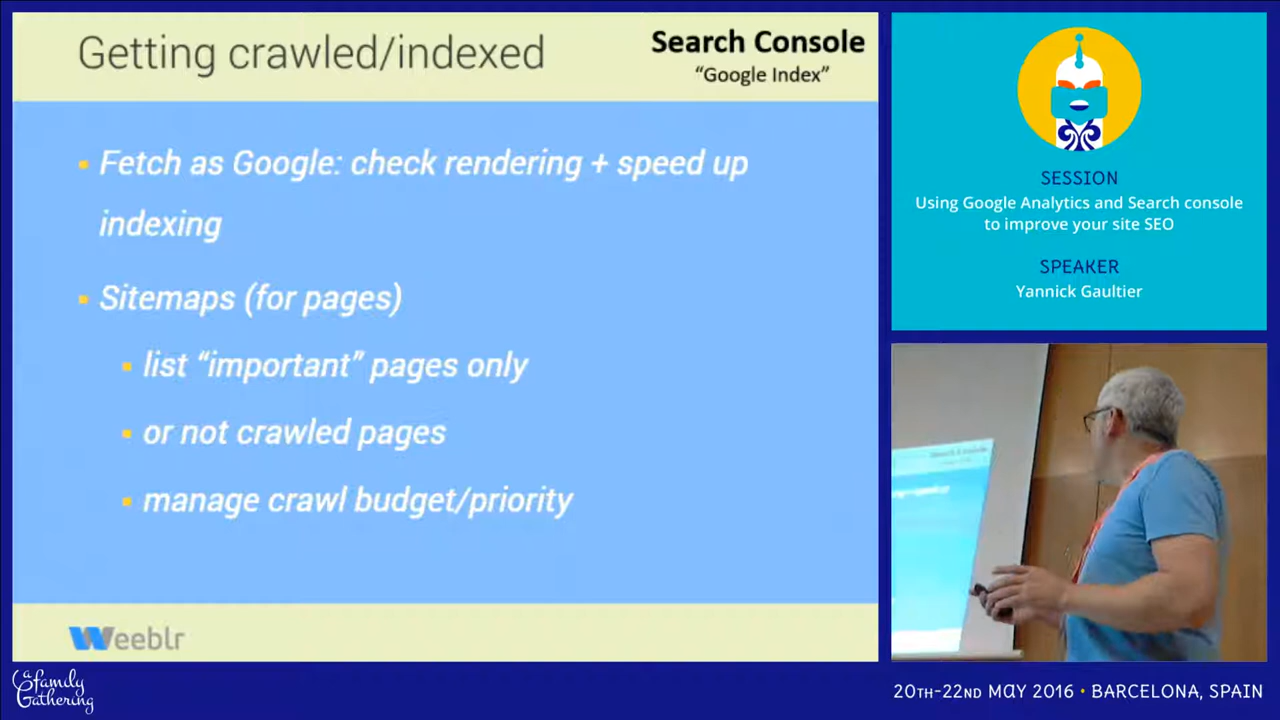 Getting crawled/indexed
Search Console
“Google Index”
Fetch as Google: check rendering + speed up
indexing
Sitemaps (for pages)
list “important” pages only
or not crawled pages
manage crawl budget/priority
Weeblr
SESSION
Using Google Analytics and Search console
to improve your site SEO
SPEAKER
Yannick Gaultier
Search Console
a family
Gathering
20TH-22ND MAY 2016 • BARCELONA, SPAIN